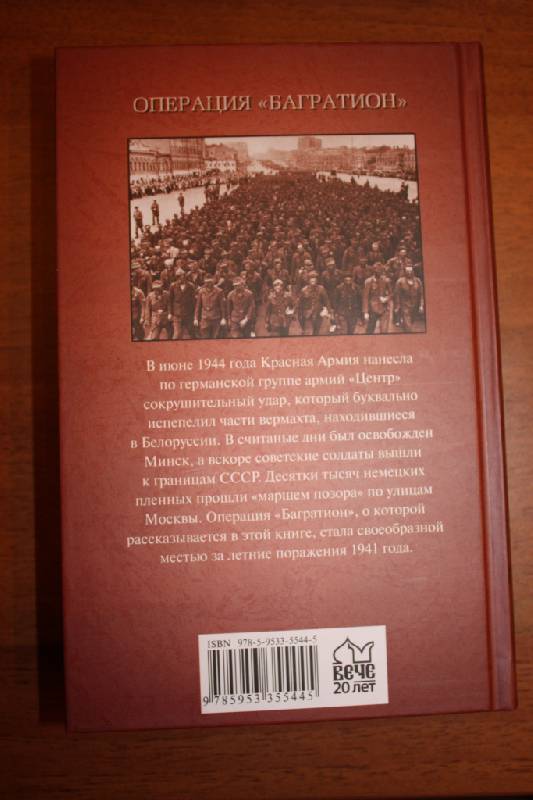 ОПЕРАЦИЯ «БАГРАТИОН»
В июне 1944 года Красная Армия нанесла
по германской группе армий «Центр»
сокрушительный удар, который буквально
испепелил части вермахта, находившиеся
в Белоруссии. В считаные дни был освобожден
Минск, а вскоре советские солдаты вышли
к границам СССР. Десятки тысяч немецких
пленных прошли «маршем позора» по улицам
Москвы. Операция «Багратион», о которой
рассказывается в этой книге, стала своеобразной
местью за летние поражения 1941 года.
ISBN 978-5-9533-5544-5
9785953355445
ВЕЧЕ
20 ЛЕТ